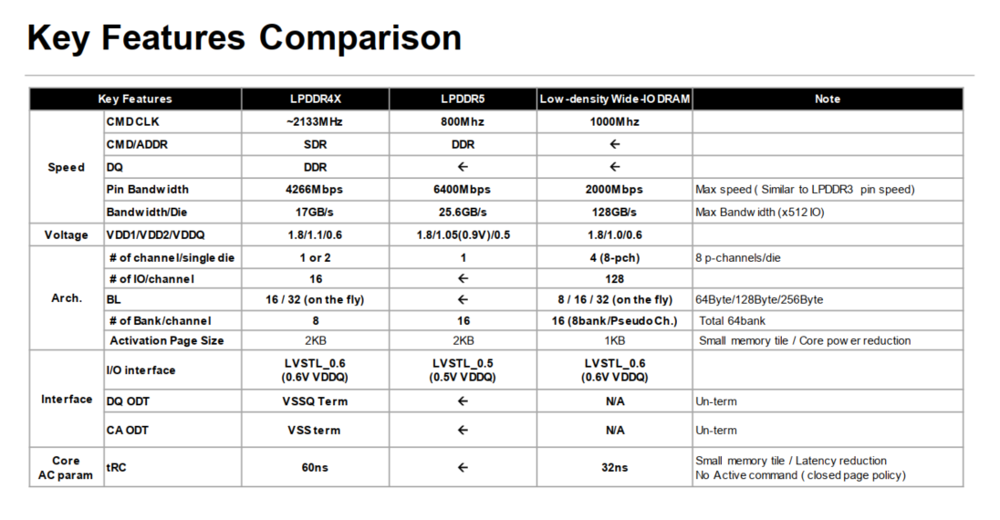 Key Features Comparison
Key Features LPDDR4X LPDDR5 Low-density Wide-IO DRAM Note
Speed
CMD CLK ~2133MHz 800Mhz 1000Mhz
CMD/ADDR SDR DDR ←
DQ DDR ← ←
Pin Bandwidth 4266Mbps 6400Mbps 2000Mbps Max speed ( Similar to LPDDR3 pin speed)
Bandwidth/Die 17GB/s 25.6GB/s 128GB/s Max Bandwidth (x512 IO)
Voltage VDD1/VDD2/VDDQ 1.8/1.1/0.6 1.8/1.05(0.9V)/0.5 1.8/1.0/0.6
Arch.
# of channel/single die 1 or 2 1 4 (8-pch) 8 p-channels/die
# of IO/channel 16 ← 128
BL 16 / 32 (on the fly) ← 8 / 16 / 32 (on the fly) 64Byte/128Byte/256Byte
# of Bank/channel 8 16 16 (8bank/Pseudo Ch.) Total 64bank
Activation Page Size 2KB 2KB 1KB Small memory tile / Core power reduction
Interface
I/O interface LVSTL_0.6 LVSTL_0.5 LVSTL_0.6
(0.6V VDDQ) (0.5V VDDQ) (0.6V VDDQ)
DQ ODT VSSQ Term ← N/A Un-term
CA ODT VSS term ← N/A Un-term
Core
AC param
tRC 60ns ← 32ns
Small memory tile / Latency reduction
No Active command ( closed page policy)